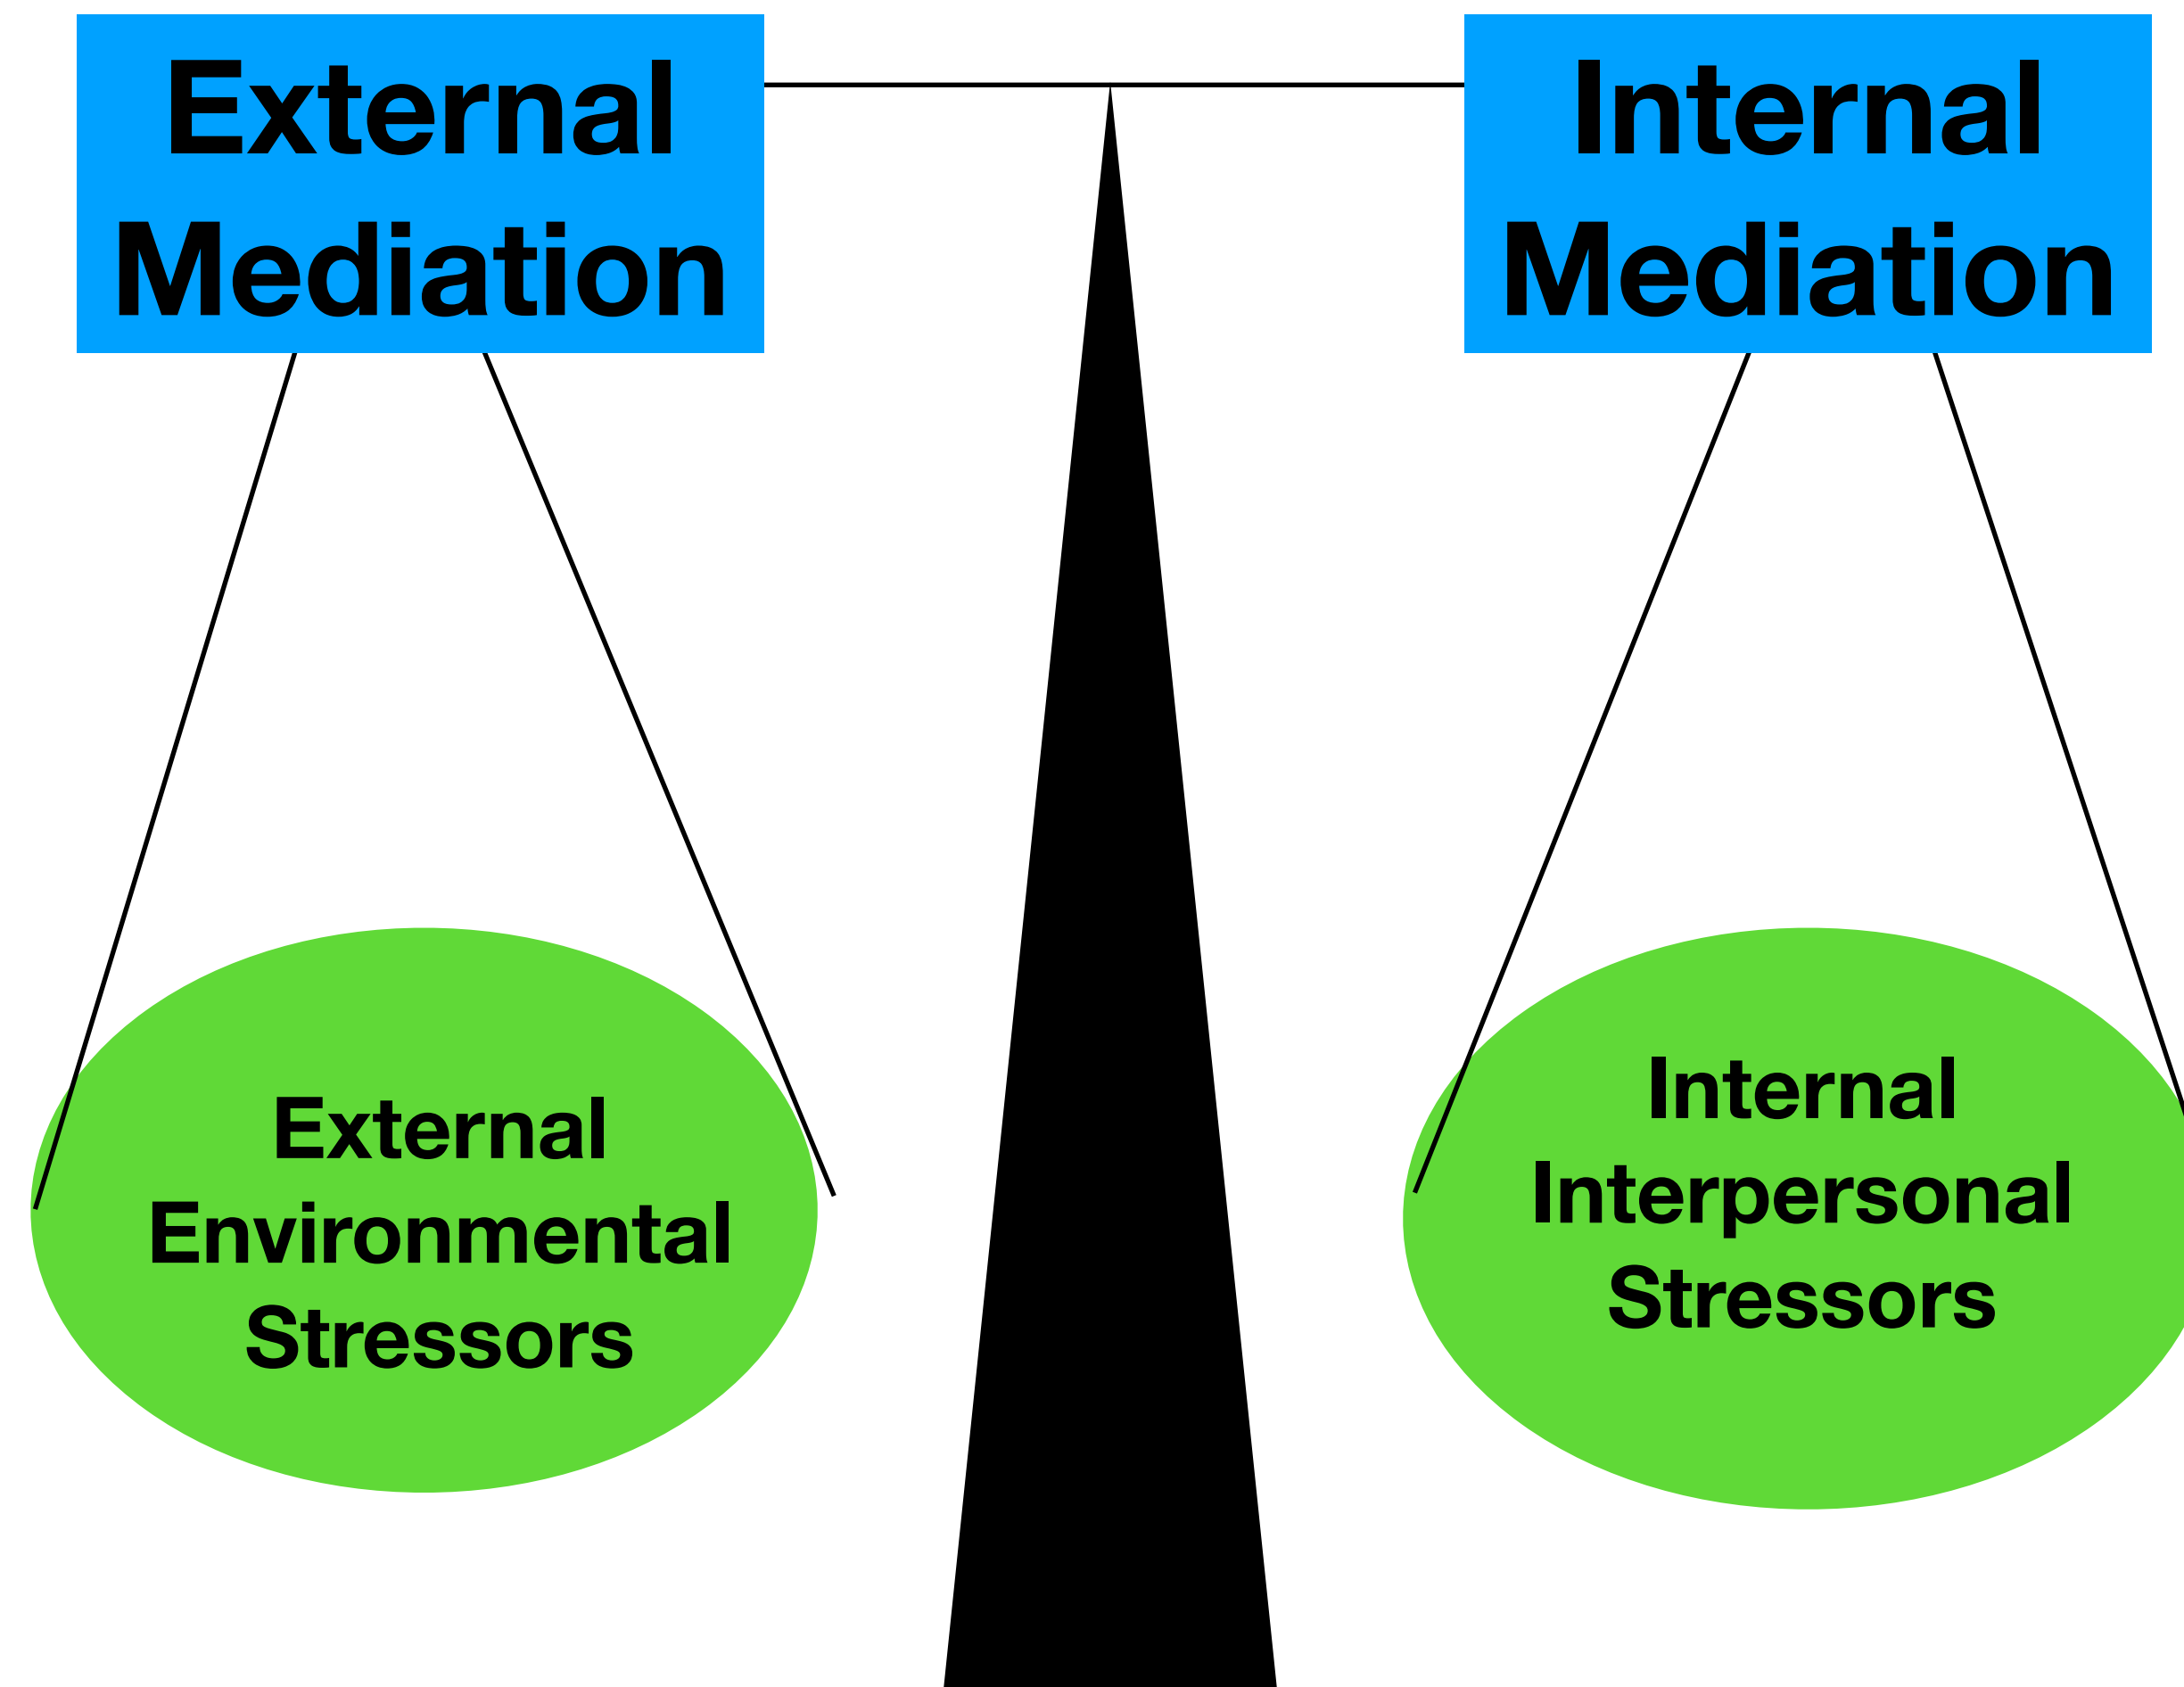 External
Mediation
Internal
Mediation
External
Environmental
Stressors
Internal
Interpersonal
Stressors